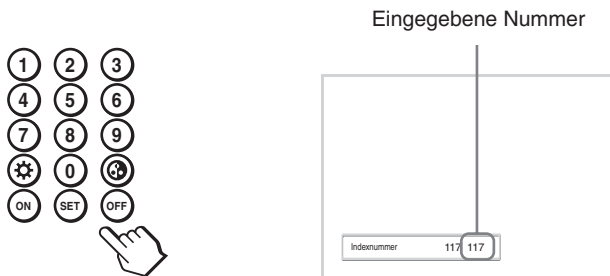 Eingegebene Nummer
1 2 3
4 5 6
7 8 9
0
ON SET OFF
Indexnummer 117 117